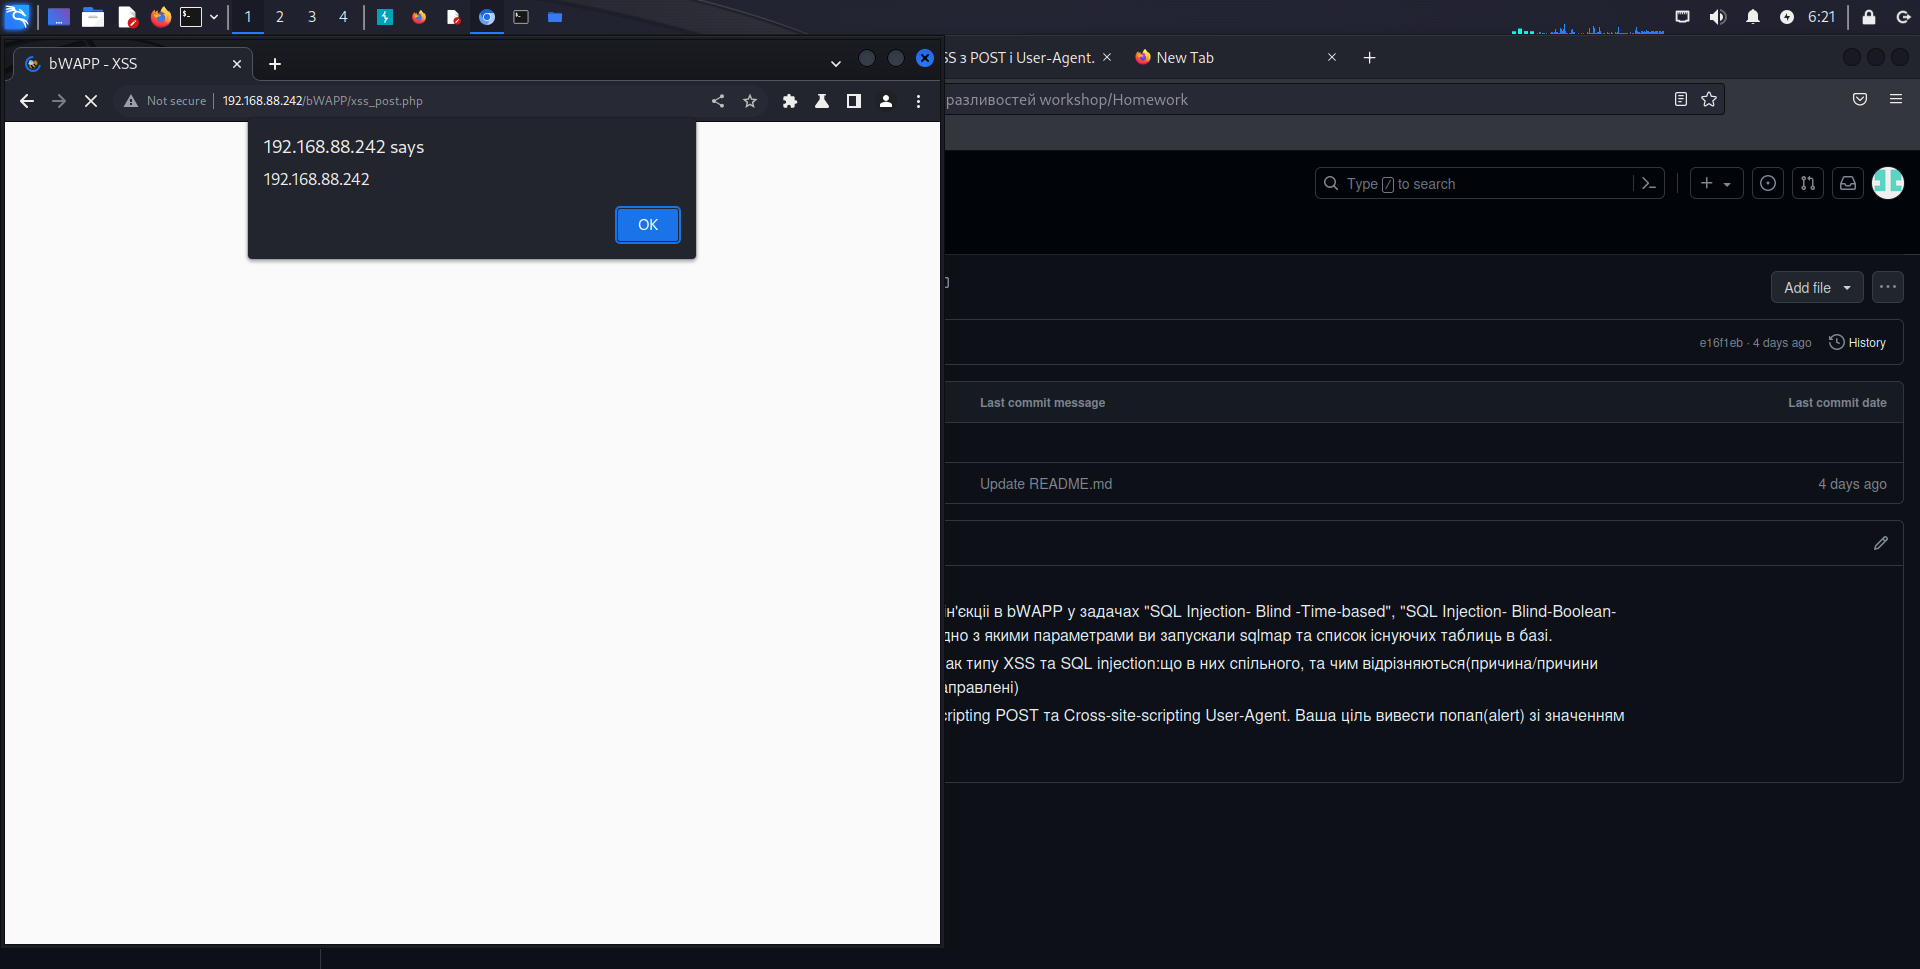 1 2 3 4
6:21
bWAPP - XSS
Not secure 192.168.88.242/bWAPP/xss_post.php
192.168.88.242 says
192.168.88.242
OK
SS з POST і User-Agent.
New Tab
разливостей workshop/Homework
Type / to search
Add file
e16f1eb · 4 days ago
History
Last commit message
Last commit date
Update README.md
4 days ago
ін'єкціі в bWAPP у задачах "SQL Injection- Blind -Time-based", "SQL Injection- Blind-Boolean-
дно з якими параметрами ви запускали sqlmap та список існуючих таблиць в базі.
ак типу XSS та SQL injection:що в них спільного, та чим відрізняються(причина/причини
аправлені)
cripting POST та Cross-site-scripting User-Agent. Ваша ціль вивести попап(alert) зі значенням